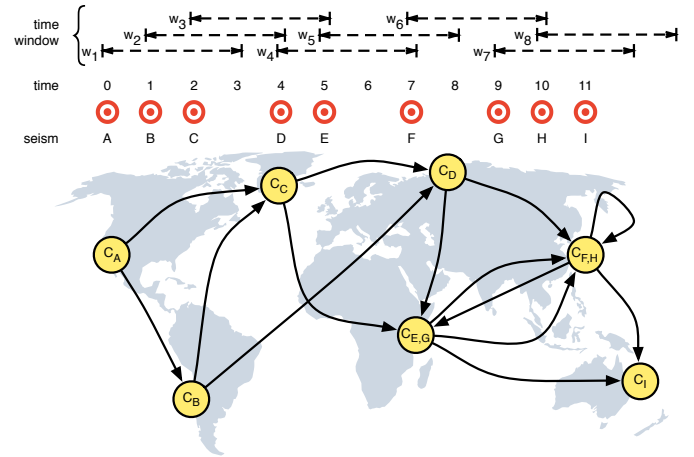 time
window
w1 w2 w3 w4 w5 w6 w7 w8
time 0 1 2 3 4 5 6 7 8 9 10 11
seism A B C D E F G H I
CD
CC
CA
CF,H
CE,G
CI
CB